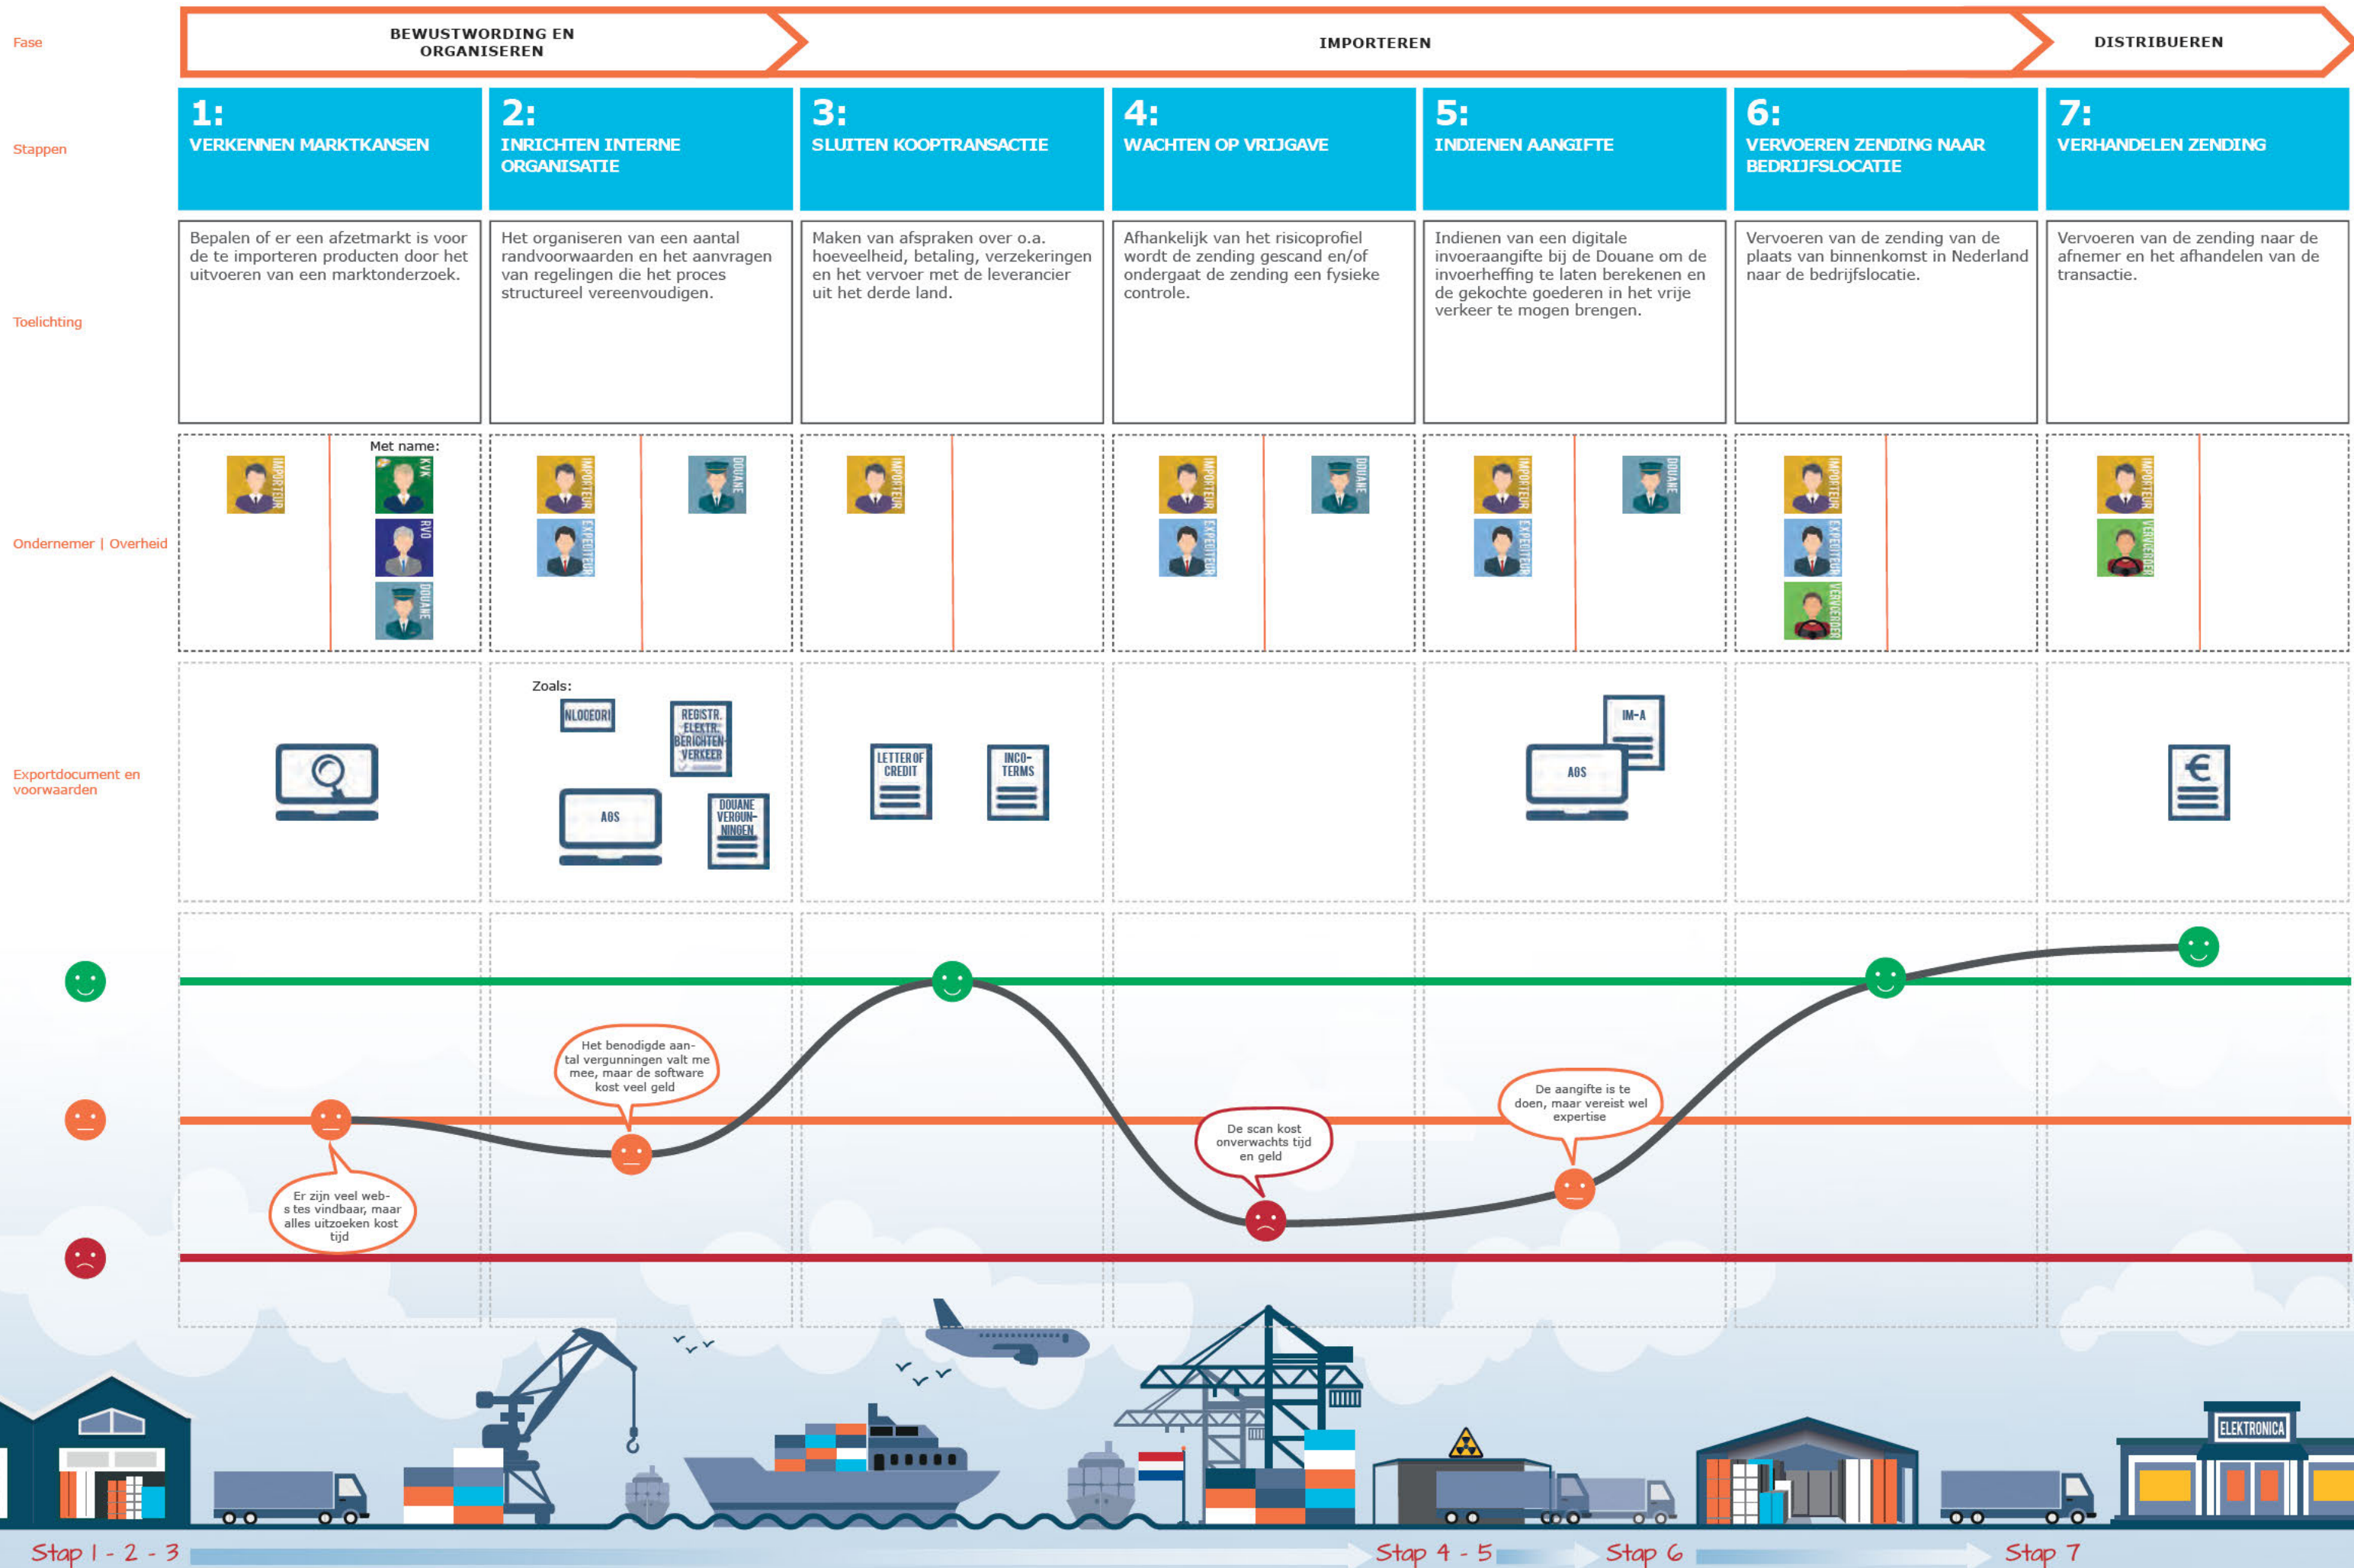 Fase
BEWUSTWORDING EN
ORGANISEREN
IMPORTEREN
DISTRIBUEREN
Stappen
1:
VERKENNEN MARKTKANSEN
2:
INRICHTEN INTERNE
ORGANISATIE
3:
SLUITEN KOOPTRANSACTIE
4:
WACHTEN OP VRIJGAVE
5:
INDIENEN AANGIFTE
6:
VERVOEREN ZENDING NAAR
BEDRIJFSLOCATIE
7:
VERHANDELEN ZENDING
Toelichting
Bepalen of er een afzetmarkt is voor
de te importeren producten door het
uitvoeren van een marktonderzoek.
Het organiseren van een aantal
randvoorwaarden en het aanvragen
van regelingen die het proces
structureel vereenvoudigen.
Maken van afspraken over o.a.
hoeveelheid, betaling, verzekeringen
en het vervoer met de leverancier
uit het derde land.
Afhankelijk van het risicoprofiel
wordt de zending gescand en/of
ondergaat de zending een fysieke
controle.
Indienen van een digitale
invoeraangifte bij de Douane om de
invoerheffing te laten berekenen en
de gekochte goederen in het vrije
verkeer te mogen brengen.
Vervoeren van de zending van de
plaats van binnenkomst in Nederland
naar de bedrijfslocatie.
Vervoeren van de zending naar de
afnemer en het afhandelen van de
transactie.
Ondernemer | Overheid
IMPORTEUR
Met name:
KVK
RVO
DOUANE
IMPORTEUR
EXPEDITEUR
DOUANE
IMPORTEUR
IMPORTEUR
EXPEDITEUR
DOUANE
IMPORTEUR
EXPEDITEUR
DOUANE
IMPORTEUR
EXPEDITEUR
VERVOERDER
IMPORTEUR
VERVOERDER
Exportdocument en
voorwaarden
Zoals:
REGISTR.
ELEKTR.
BERICHTEN-
VERKEER
AGS
DOUANE
VERGUN-
NINGEN
LETTER OF
CREDIT
INCO-
TERMS
IM-A
AGS
€
Er zijn veel web-
s tes vindbaar, maar
alles uitzoeken kost
tijd
Het benodigde aan-
tal vergunningen valt me
mee, maar de software
kost veel geld
De scan kost
onverwachts tijd
en geld
De aangifte is te
doen, maar vereist wel
expertise
ELEKTRONICA
Stap 1 - 2 - 3
Stap 4 - 5
Stap 6
Stap 7